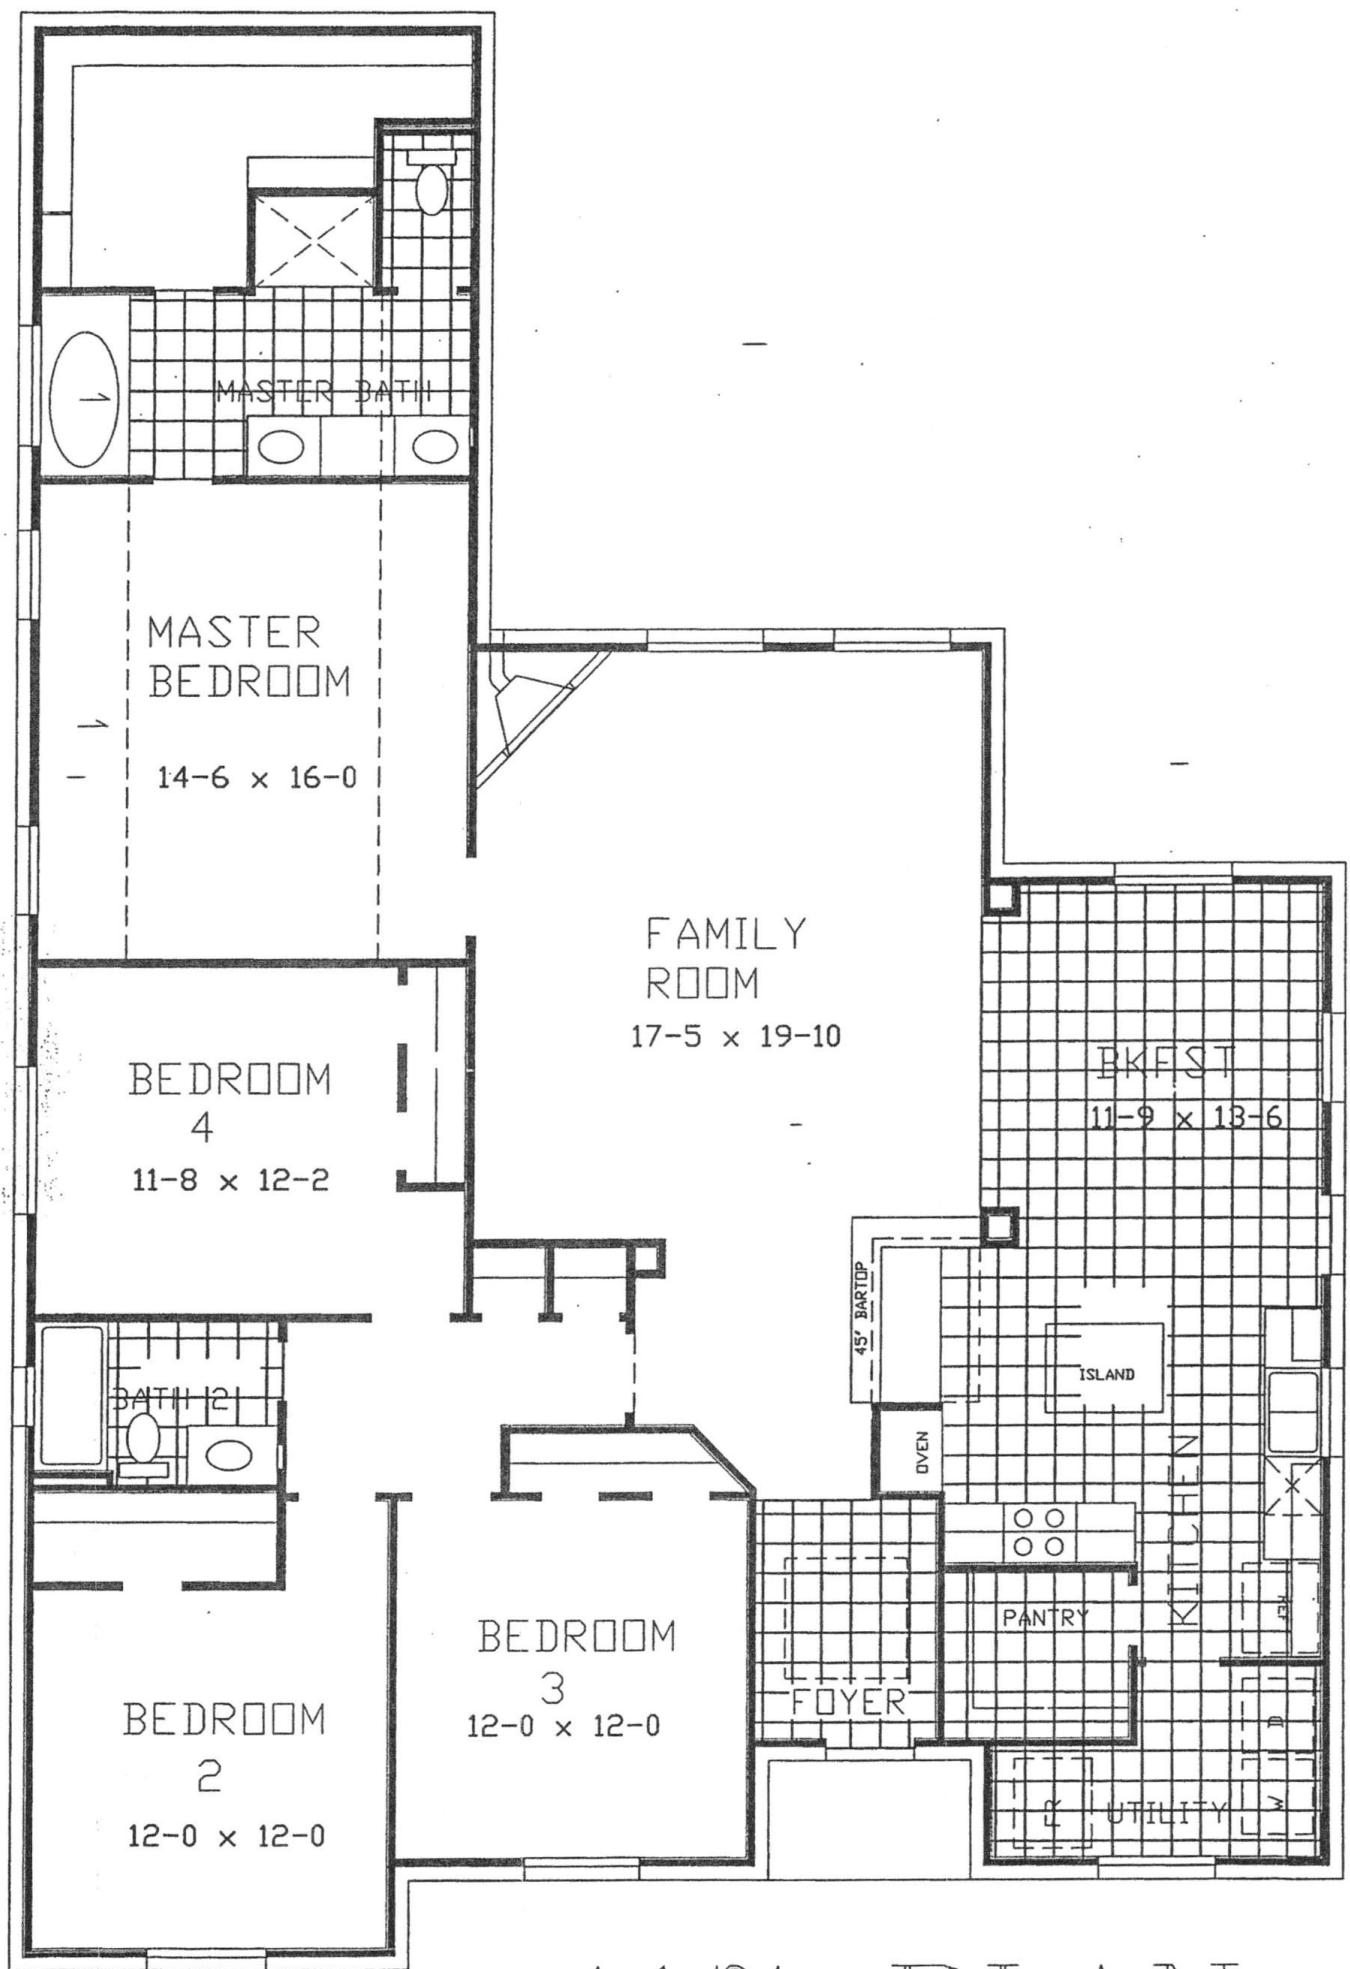 MASTER BATH
MASTER
BEDROOM
14-6 x 16-0
FAMILY
ROOM
17-5 x 19-10
BKFST
11-9 x 13-6
BEDROOM
4
11-8 x 12-2
45' BARTOP
ISLAND
BATH 2
OVEN
KITCHEN
REF
PANTRY
BEDROOM
3
12-0 x 12-0
FOYER
BEDROOM
2
12-0 x 12-0
D
W
R
UTILITY